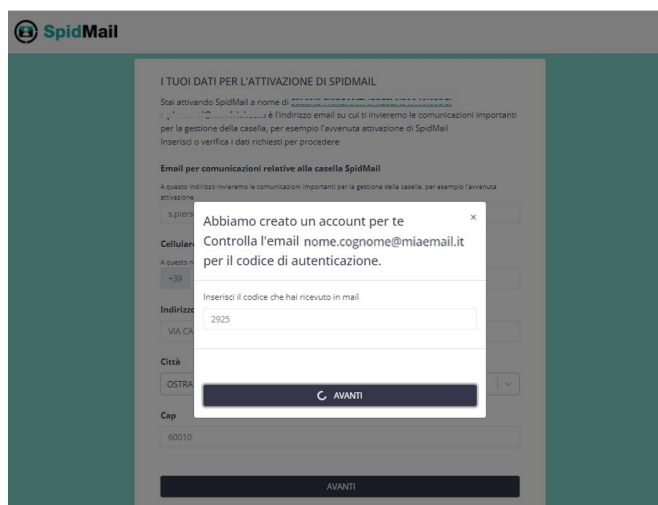 SpidMail
I TUOI DATI PER L'ATTIVAZIONE DI SPIDMAIL
Stai attivando SpidMail a nome di
è l'indirizzo email su cui ti invieremo le comunicazioni importanti
per la gestione della casella, per esempio l'avvenuta attivazione di SpidMail
Inserisci o verifica i dati richiesti per procedere
Email per comunicazioni relative alla casella SpidMail
A questo indirizzo invieremo le comunicazioni importanti per la gestione della casella, per esempio l'avvenuta
attivazione
s.piers
Abbiamo creato un account per te ×
Controlla l'email nome.cognome@miaemail.it
per il codice di autenticazione.
Inserisci il codice che hai ricevuto in mail
2925
AVANTI
Cellulare
A questo
+39
Indirizzo
VIA CA
Città
OSTRA
Cap
60010
AVANTI